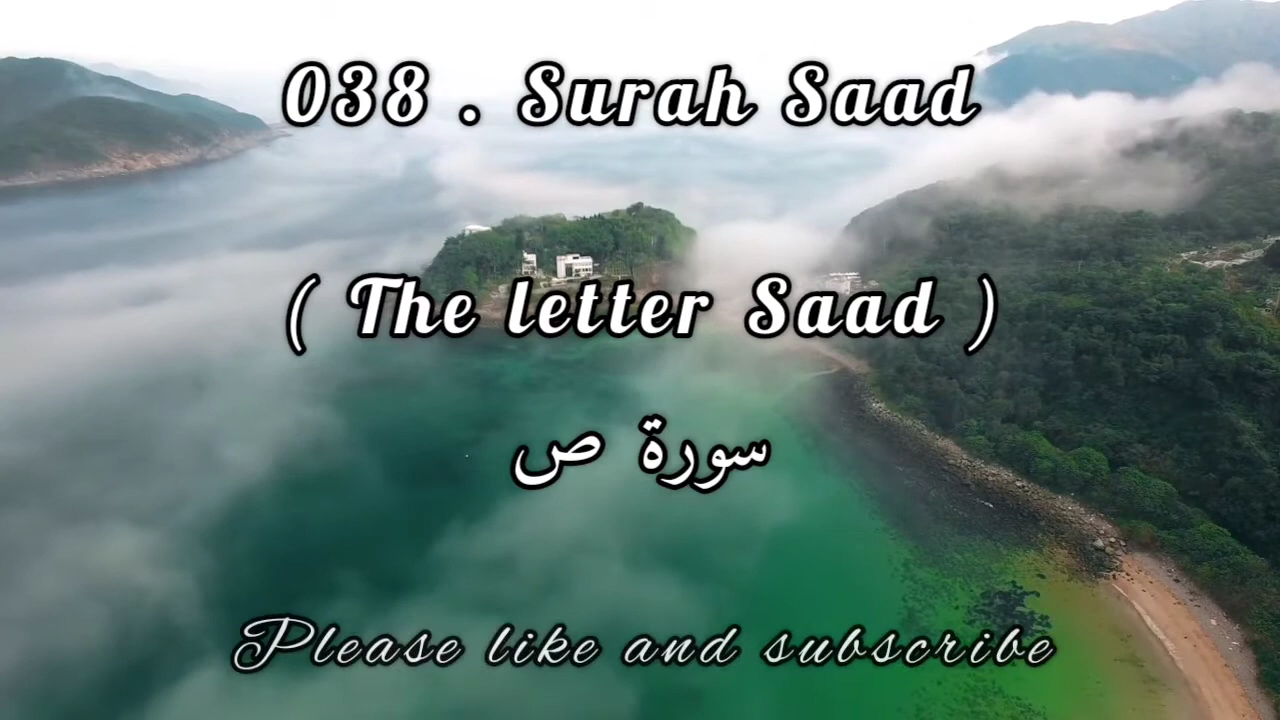 038 . Surah Saad
( The letter Saad )
سورة ص
Please like and subscribe